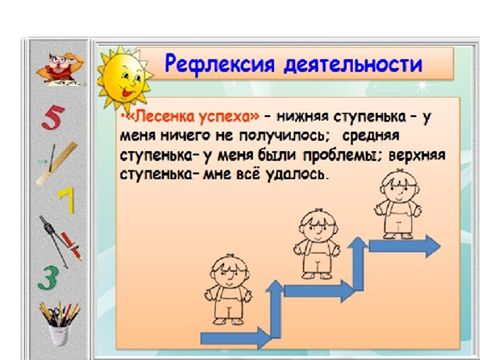 Рефлексия деятельности
•«Лесенка успеха» – нижняя ступенька – у
меня ничего не получилось; средняя
ступенька– у меня были проблемы; верхняя
ступенька– мне всё удалось.
5
1
3